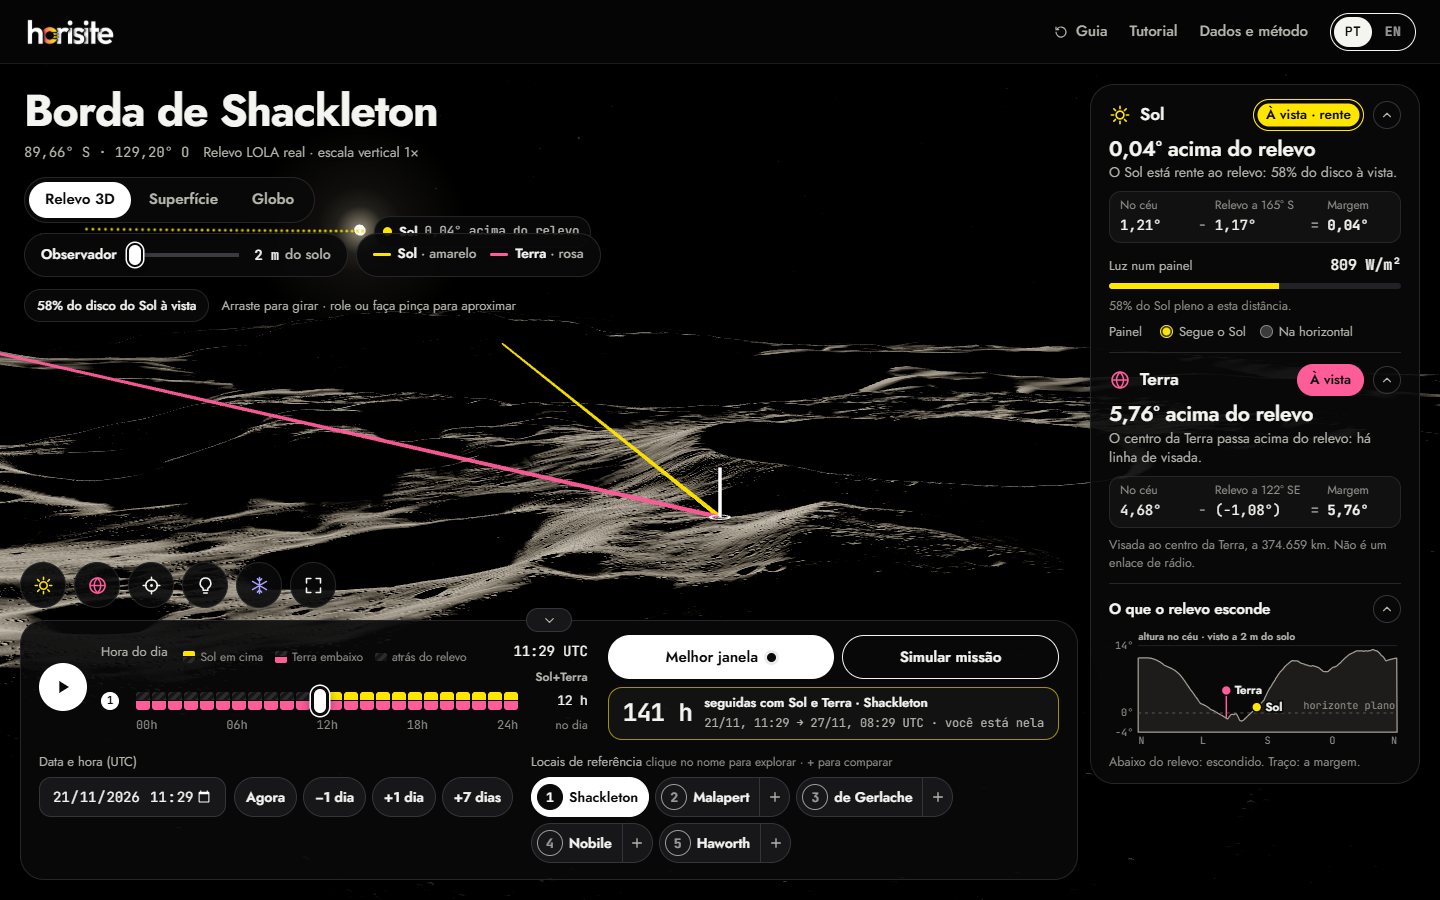 horisite
Guia
Tutorial
Dados e método
PT
EN
Borda de Shackleton
89,66° S · 129,20° O Relevo LOLA real · escala vertical 1×
Relevo 3D
Superfície
Globo
Sol 0,04° acima do relevo
Observador
2 m do solo
Sol · amarelo
Terra · rosa
58% do disco do Sol à vista
Arraste para girar · role ou faça pinça para aproximar
Sol
À vista · rente
0,04° acima do relevo
O Sol está rente ao relevo: 58% do disco à vista.
No céu
Relevo a 165° S
Margem
1,21° - 1,17° = 0,04°
Luz num painel
809 W/m²
58% do Sol pleno a esta distância.
Painel
Segue o Sol
Na horizontal
Terra
À vista
5,76° acima do relevo
O centro da Terra passa acima do relevo: há
linha de visada.
No céu
Relevo a 122° SE
Margem
4,68° - (-1,08°) = 5,76°
Visada ao centro da Terra, a 374.659 km. Não é um
enlace de rádio.
O que o relevo esconde
altura no céu · visto a 2 m do solo
14°
Terra
Sol
horizonte plano
0°
-4°
N L S O N
Abaixo do relevo: escondido. Traço: a margem.
Hora do dia
Sol em cima
Terra embaixo
atrás do relevo
11:29 UTC
Sol+Terra
1
12 h
00h 06h 12h 18h 24h
no dia
Melhor janela
Simular missão
141 h
seguidas com Sol e Terra · Shackleton
21/11, 11:29 → 27/11, 08:29 UTC · você está nela
Data e hora (UTC)
21/11/2026 11:29
Agora
−1 dia
+1 dia
+7 dias
Locais de referência clique no nome para explorar · + para comparar
1 Shackleton
2 Malapert +
3 de Gerlache +
4 Nobile +
5 Haworth +